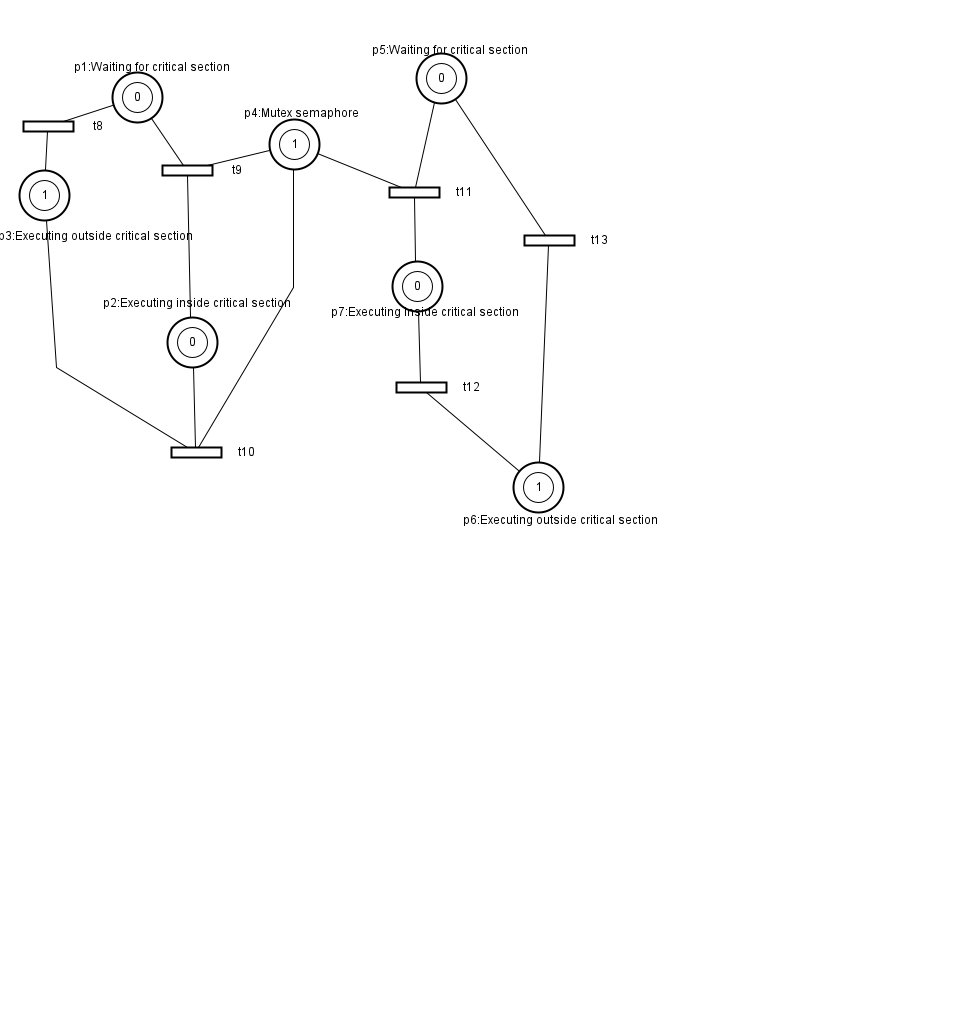 p5:Waiting for critical section
0
p1:Waiting for critical section
0
p4:Mutex semaphore
1
t8
t9
t11
1
p3:Executing outside critical section
t13
0
p7:Executing inside critical section
p2:Executing inside critical section
0
t12
t10
1
p6:Executing outside critical section